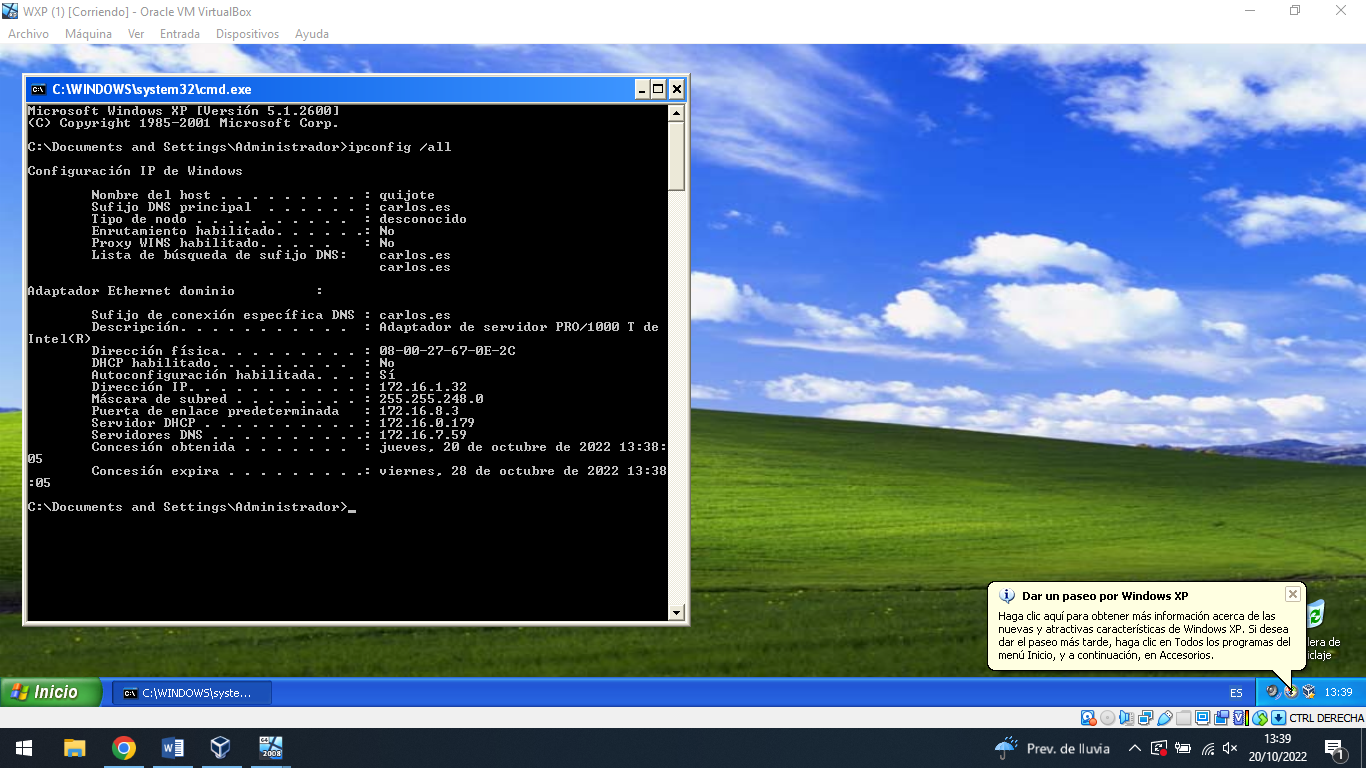 WXP (1) [Corriendo] - Oracle VM VirtualBox
Archivo Máquina Ver Entrada Dispositivos Ayuda
C:\WINDOWS\system32\cmd.exe
Microsoft Windows XP [Versión 5.1.2600]
(C) Copyright 1985-2001 Microsoft Corp.
C:\Documents and Settings\Administrador>ipconfig /all
Configuración IP de Windows
Nombre del host . . . . . . . . . : quijote
Sufijo DNS principal . . . . . . : carlos.es
Tipo de nodo . . . . . . . . . . : desconocido
Enrutamiento habilitado. . . . . .: No
Proxy WINS habilitado. . . . . : No
Lista de búsqueda de sufijo DNS: carlos.es
carlos.es
Adaptador Ethernet dominio :
Sufijo de conexión específica DNS : carlos.es
Descripción. . . . . . . . . . . : Adaptador de servidor PRO/1000 T de
Intel(R)
Dirección física. . . . . . . . . : 08-00-27-67-0E-2C
DHCP habilitado. . . . . . . . . : No
Autoconfiguración habilitada. . . : Sí
Dirección IP. . . . . . . . . . . : 172.16.1.32
Máscara de subred . . . . . . . . : 255.255.248.0
Puerta de enlace predeterminada : 172.16.8.3
Servidor DHCP . . . . . . . . . . : 172.16.0.179
Servidores DNS . . . . . . . . . .: 172.16.7.59
Concesión obtenida . . . . . . . : jueves, 20 de octubre de 2022 13:38:
05
Concesión expira . . . . . . . . .: viernes, 28 de octubre de 2022 13:38
:05
C:\Documents and Settings\Administrador>_
Dar un paseo por Windows XP
Haga clic aquí para obtener más información acerca de las
nuevas y atractivas características de Windows XP. Si desea
dar el paseo más tarde, haga clic en Todos los programas del
menú Inicio, y a continuación, en Accesorios.
lera de
iclaje
Inicio
C:\WINDOWS\syste...
ES
13:39
CTRL DERECHA
2008
Prev. de lluvia
13:39
20/10/2022
1